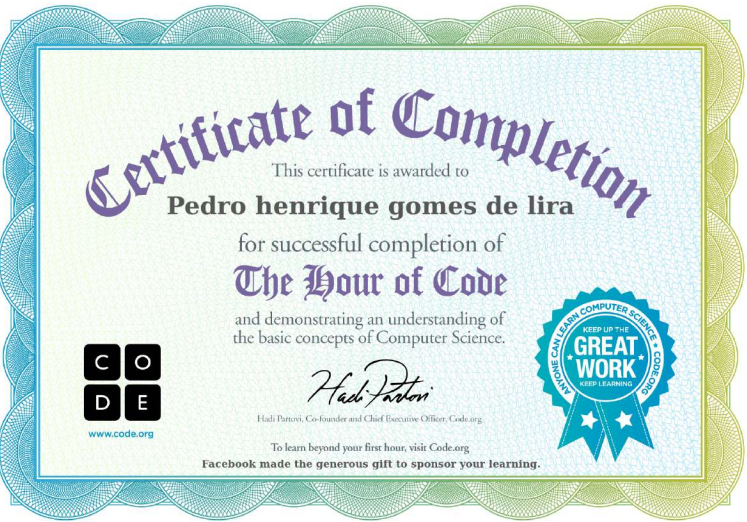 Certificate of Completion
This certificate is awarded to
Pedro henrique gomes de lira
for successful completion of
The Hour of Code
and demonstrating an understanding of
the basic concepts of Computer Science.
C O
D E
www.code.org
Hadi Partovi
Hadi Partovi, Co-founder and Chief Executive Officer, Code.org
ANYONE CAN LEARN COMPUTER SCIENCE ★ CODE.ORG ★
KEEP UP THE
GREAT
WORK
KEEP LEARNING
To learn beyond your first hour, visit Code.org
Facebook made the generous gift to sponsor your learning.